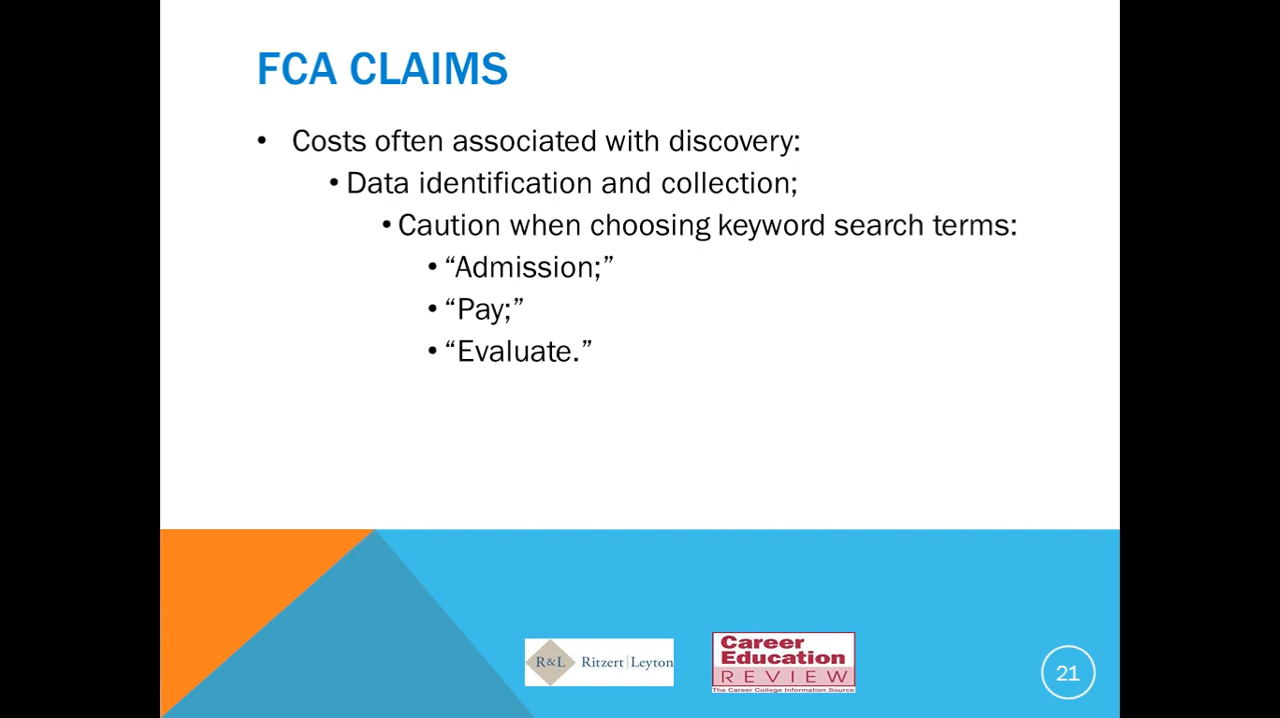 FCA CLAIMS
• Costs often associated with discovery:
• Data identification and collection;
• Caution when choosing keyword search terms:
• “Admission;”
• “Pay;”
• “Evaluate.”
R&L Ritzert|Leyton
Career
Education
REVIEW
The Career College Information Source
21